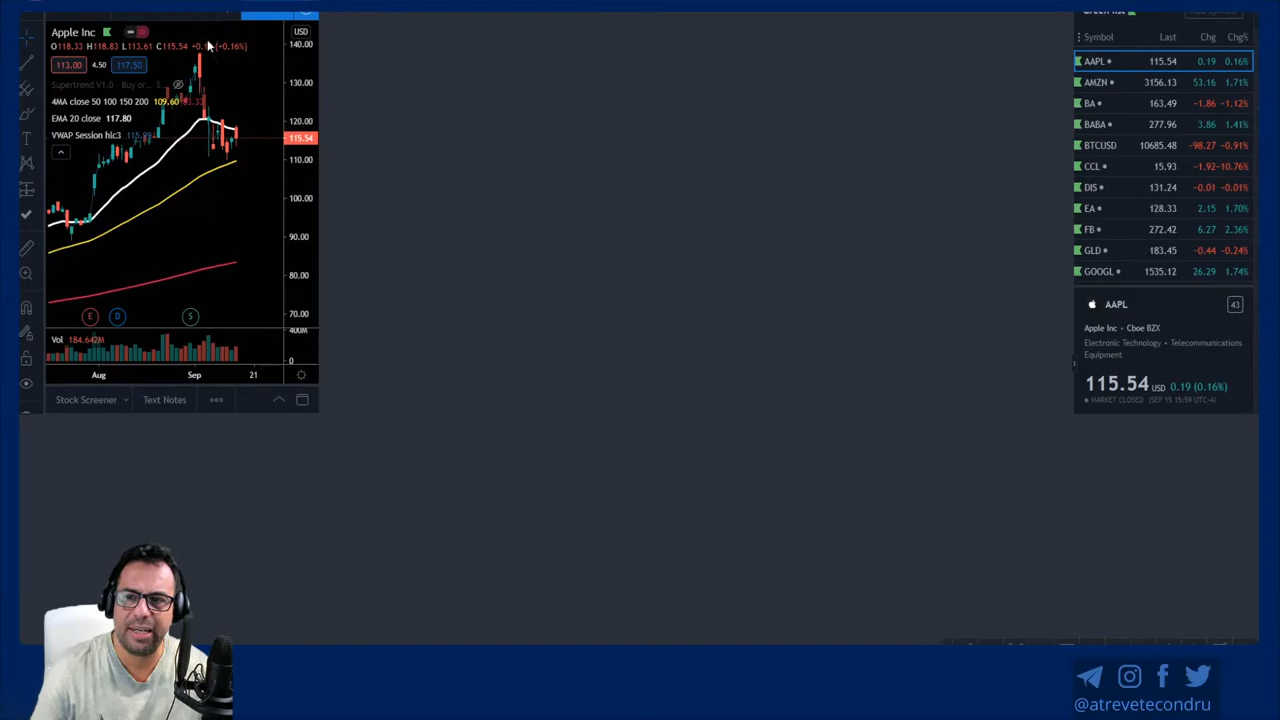 Apple Inc
USD
O118.33 H118.83 L113.61 C115.54 (+0.16%)
140.00
113.00 4.50 117.50
Supertrend V1.0 - Buy or... 3...
130.00
4MA close 50 100 150 200 109.60 83.33
EMA 20 close 117.80
120.00
VWAP Session hlc3 115.99
115.54
110.00
100.00
90.00
80.00
70.00
E D S
400M
Vol 184.642M
0
Aug Sep 21
Stock Screener Text Notes
Symbol Last Chg Chg%
AAPL 115.54 0.19 0.16%
AMZN 3156.13 53.16 1.71%
BA 163.49 −1.86 −1.12%
BABA 277.96 3.86 1.41%
BTCUSD 10685.48 −98.27 −0.91%
CCL 15.93 −1.92 −10.76%
DIS 131.24 −0.01 −0.01%
EA 128.33 2.15 1.70%
FB 272.42 6.27 2.36%
GLD 183.45 −0.44 −0.24%
GOOGL 1535.12 26.29 1.74%
AAPL 43
Apple Inc • Cboe BZX
Electronic Technology • Telecommunications
Equipment
115.54 USD 0.19 (0.16%)
MARKET CLOSED (SEP 15 15:59 UTC-4)
@atrevetecondru